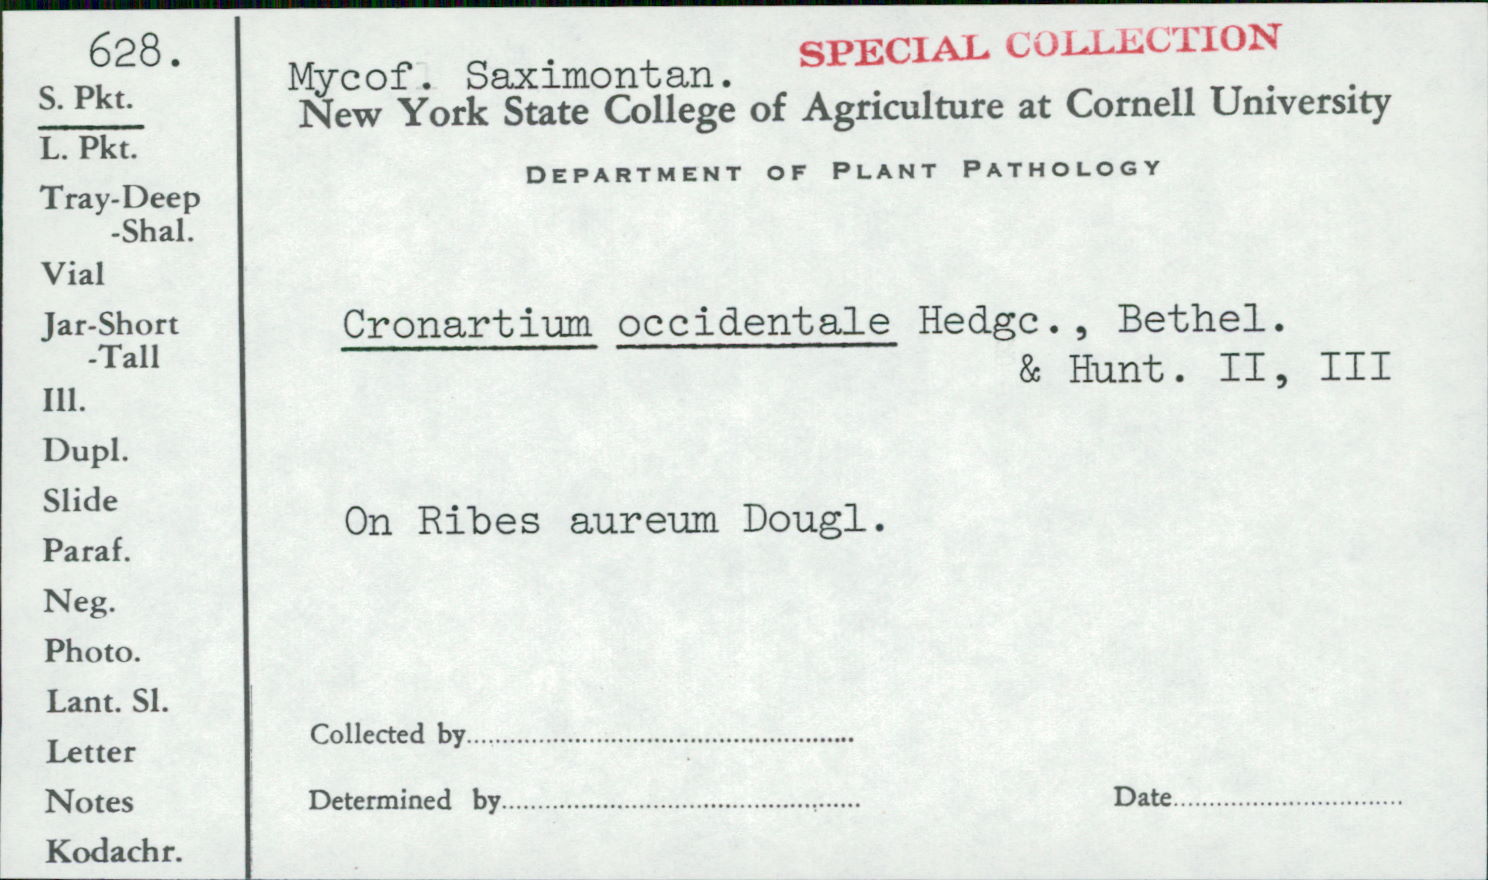 628.
S. Pkt.
L. Pkt.
Tray-Deep
-Shal.
Vial
Jar-Short
-Tall
Ill.
Dupl.
Slide
Paraf.
Neg.
Photo.
Lant. Sl.
Letter
Notes
Kodachr.
SPECIAL COLLECTION
Mycof. Saximontan.
New York State College of Agriculture at Cornell University
DEPARTMENT OF PLANT PATHOLOGY
Cronartium occidentale Hedgc., Bethel.
& Hunt. II, III
On Ribes aureum Dougl.
Collected by
Determined by
Date